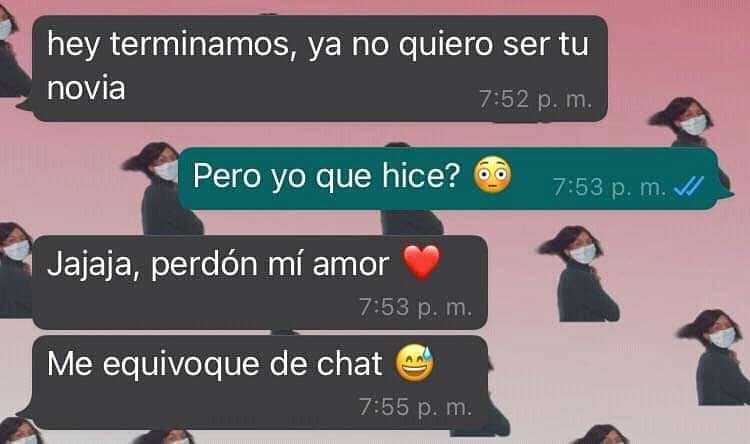 hey terminamos, ya no quiero ser tu
novia
7:52 p. m.
Pero yo que hice? 😳
7:53 p. m.
Jajaja, perdón mí amor ❤️
7:53 p. m.
Me equivoque de chat 😅
7:55 p. m.